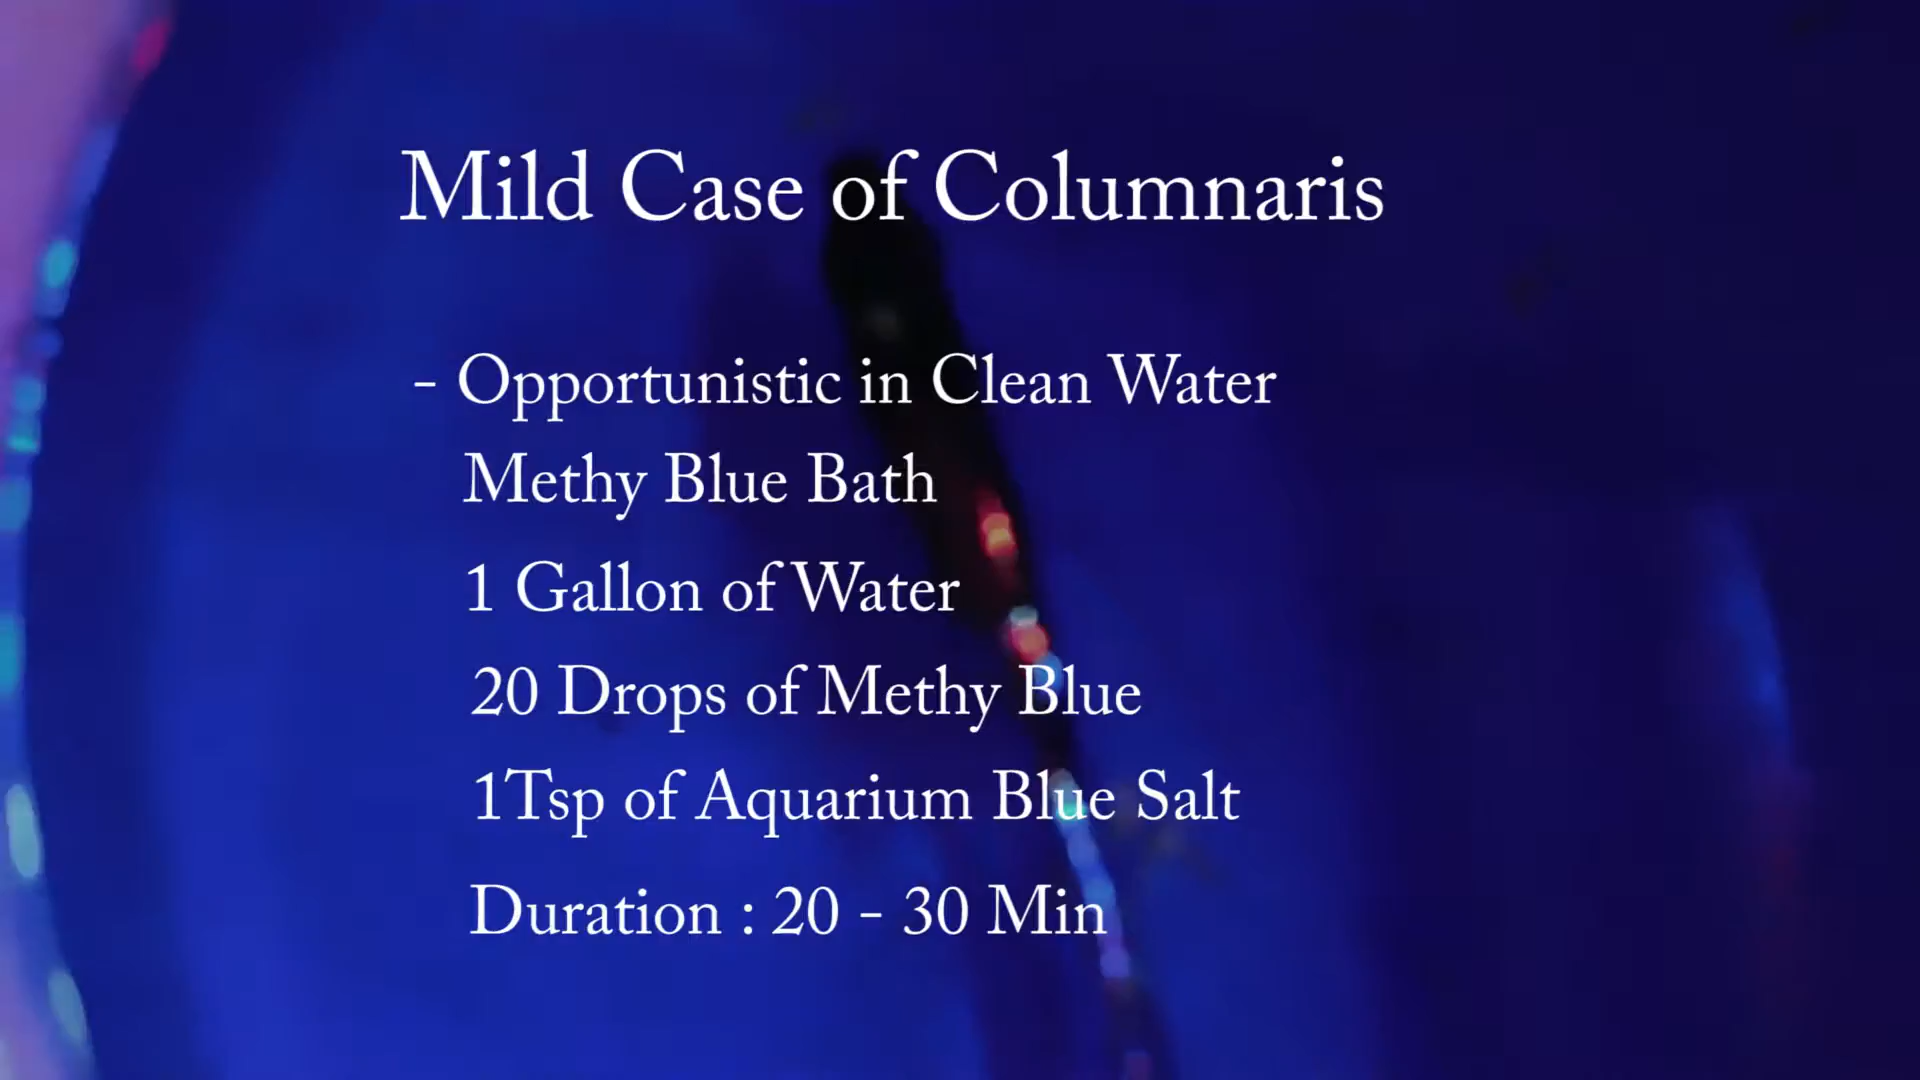 Mild Case of Columnaris
- Opportunistic in Clean Water
Methy Blue Bath
1 Gallon of Water
20 Drops of Methy Blue
1Tsp of Aquarium Blue Salt
Duration : 20 - 30 Min